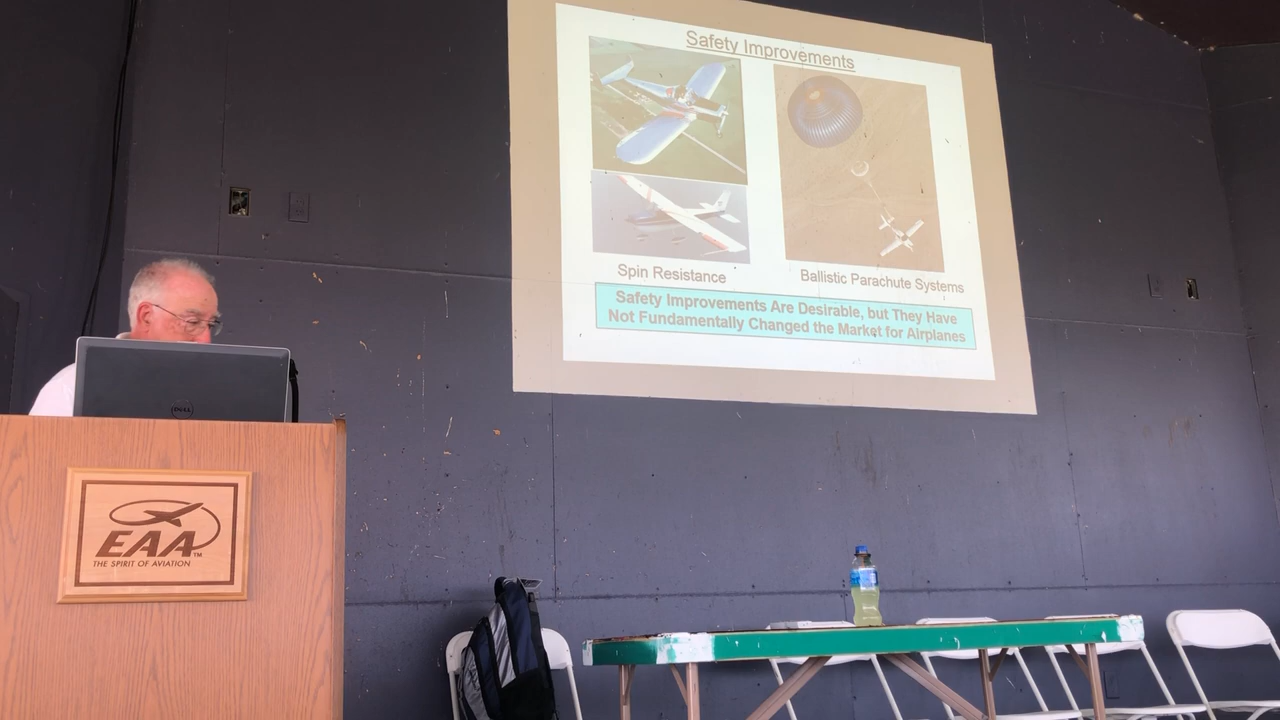 Safety Improvements
Spin Resistance
Ballistic Parachute Systems
Safety Improvements Are Desirable, but They Have
Not Fundamentally Changed the Market for Airplanes
DELL
EAA™
THE SPIRIT OF AVIATION